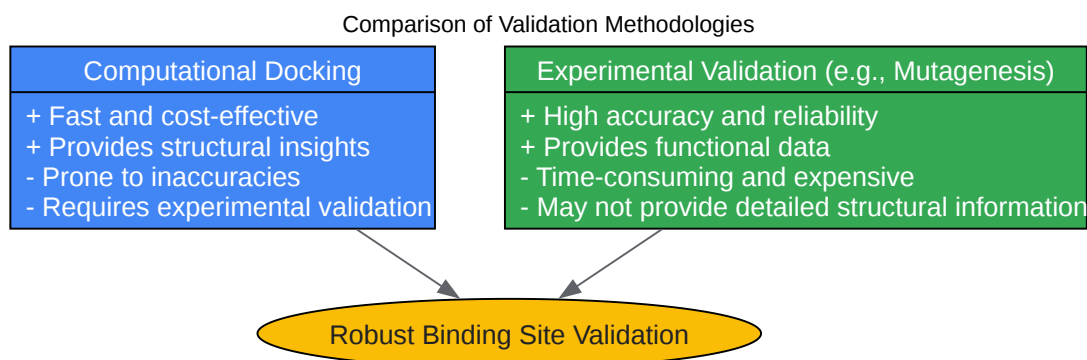 Comparison of Validation Methodologies
Computational Docking
+ Fast and cost-effective
+ Provides structural insights
- Prone to inaccuracies
- Requires experimental validation
Experimental Validation (e.g., Mutagenesis)
+ High accuracy and reliability
+ Provides functional data
- Time-consuming and expensive
- May not provide detailed structural information
Robust Binding Site Validation